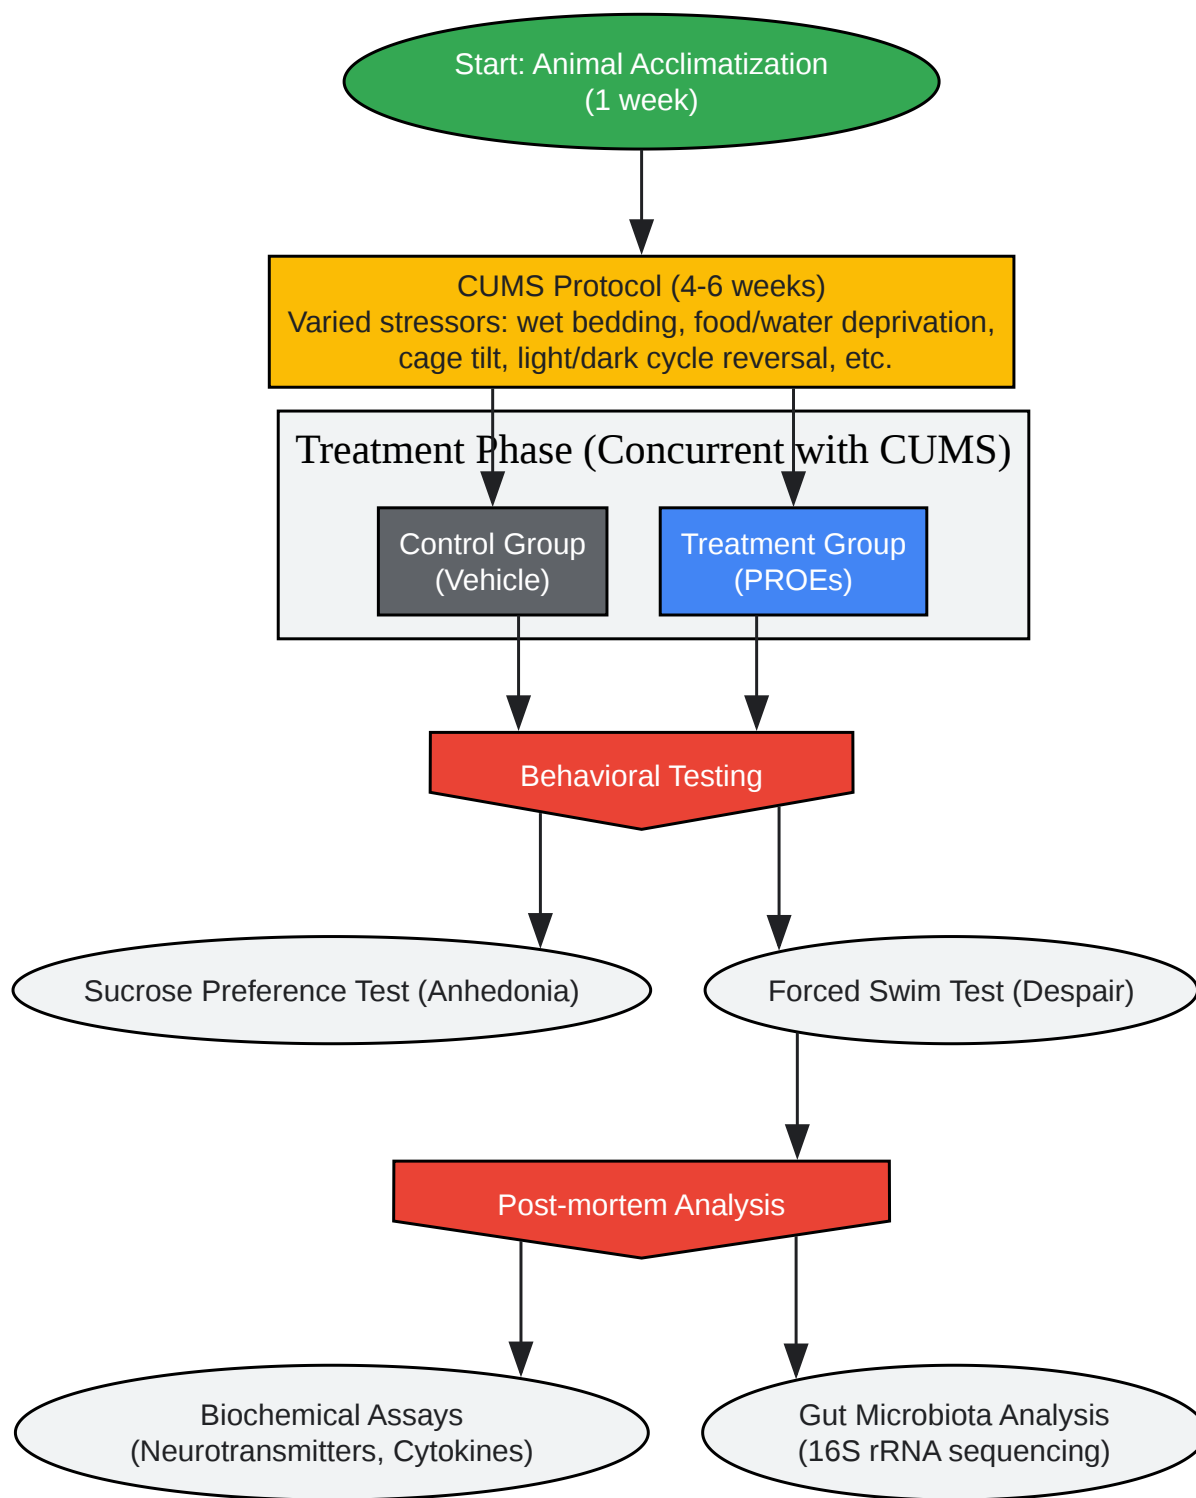 Start: Animal Acclimatization
(1 week)
CUMS Protocol (4-6 weeks)
Varied stressors: wet bedding, food/water deprivation,
cage tilt, light/dark cycle reversal, etc.
Treatment Phase (Concurrent with CUMS)
Control Group
(Vehicle)
Treatment Group
(PROEs)
Behavioral Testing
Sucrose Preference Test (Anhedonia)
Forced Swim Test (Despair)
Post-mortem Analysis
Biochemical Assays
(Neurotransmitters, Cytokines)
Gut Microbiota Analysis
(16S rRNA sequencing)